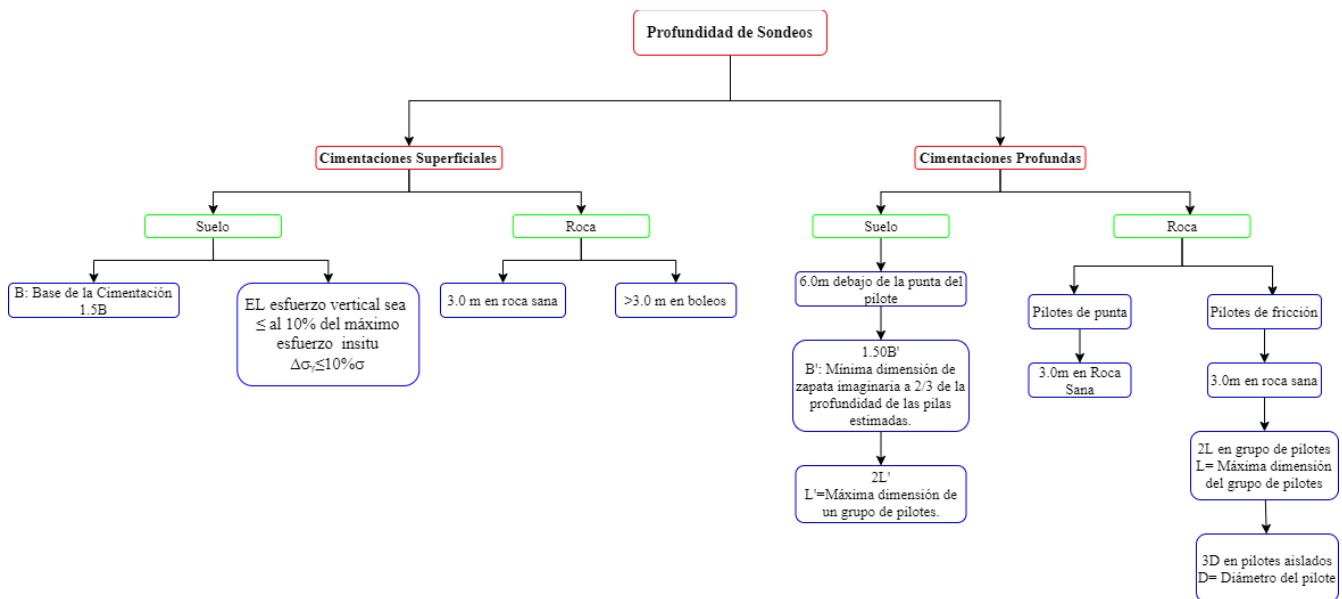 Profundidad de Sondeos
Cimentaciones Superficiales
Cimentaciones Profundas
Suelo
Roca
Suelo
Roca
B: Base de la Cimentación
1.5B
EL esfuerzo vertical sea
≤ al 10% del máximo
esfuerzo insitu
Δσᵧ≤10%σ
3.0 m en roca sana
>3.0 m en boleos
6.0m debajo de la punta del
pilote
Pilotes de punta
Pilotes de fricción
1.50B'
B': Mínima dimensión de
zapata imaginaria a 2/3 de la
profundidad de las pilas
estimadas.
3.0m en Roca
Sana
3.0m en roca sana
2L'
L'=Máxima dimensión de
un grupo de pilotes.
2L en grupo de pilotes
L= Máxima dimensión
del grupo de pilotes
3D en pilotes aislados
D= Diámetro del pilote